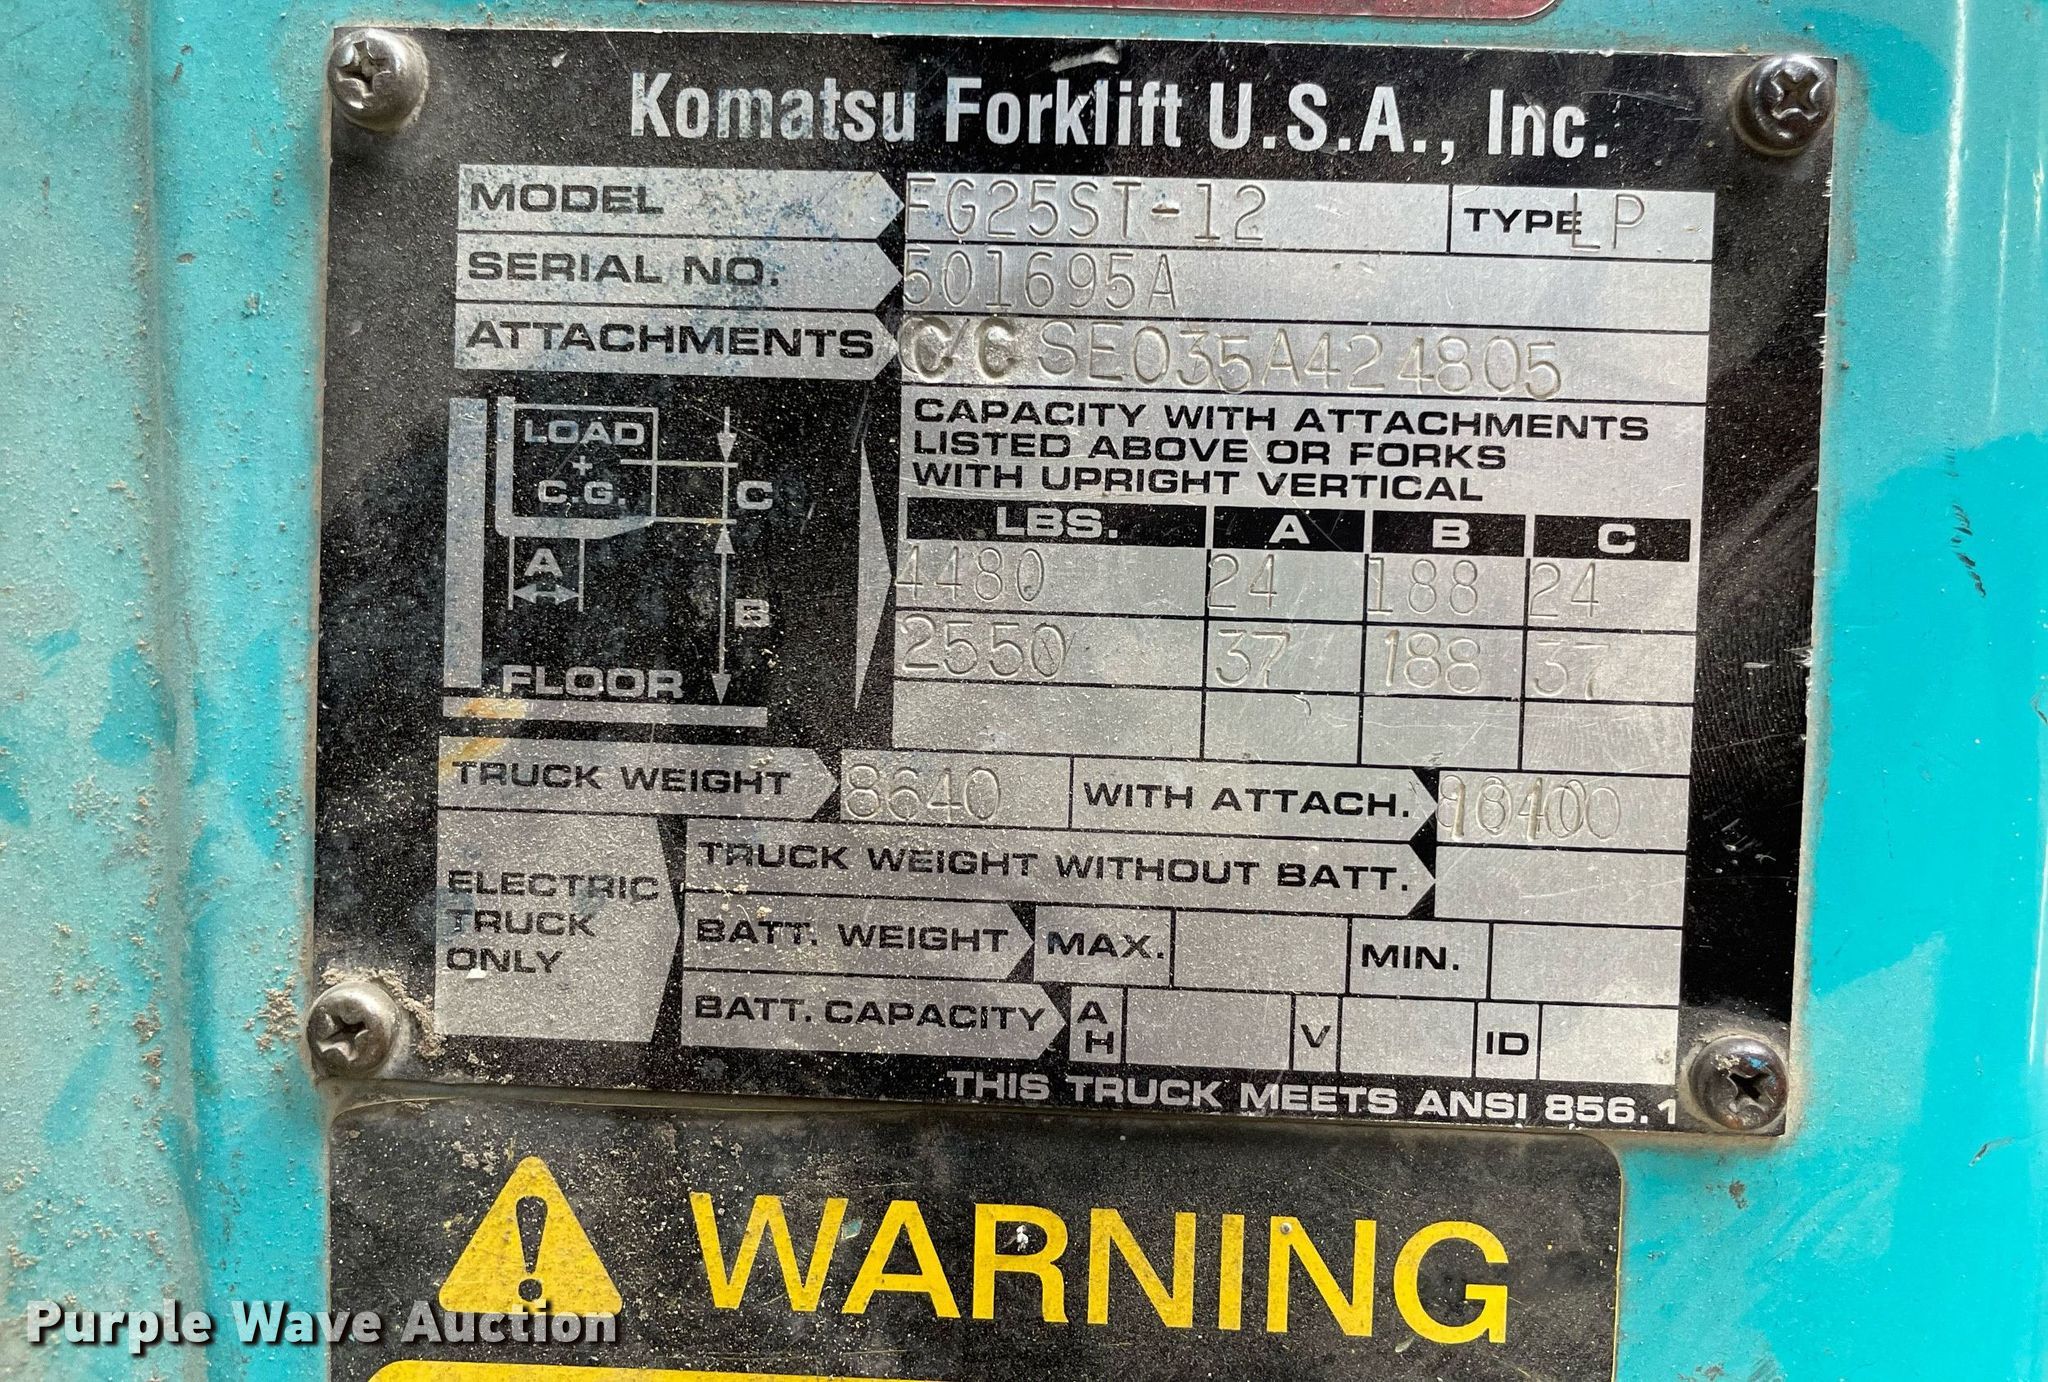 Komatsu Forklift U.S.A., Inc.
MODEL FG25ST-12 TYPE LP
SERIAL NO. 501695A
ATTACHMENTS C/C SE035A424805
LOAD
+
C.G.
C
A
B
FLOOR
CAPACITY WITH ATTACHMENTS
LISTED ABOVE OR FORKS
WITH UPRIGHT VERTICAL
LBS. A B C
4480 24 188 24
2550 37 188 37
TRUCK WEIGHT 8640 WITH ATTACH.
ELECTRIC
TRUCK
ONLY
TRUCK WEIGHT WITHOUT BATT.
BATT. WEIGHT MAX. MIN.
BATT. CAPACITY AH V ID
THIS TRUCK MEETS ANSI 856.1
WARNING
Purple Wave Auction